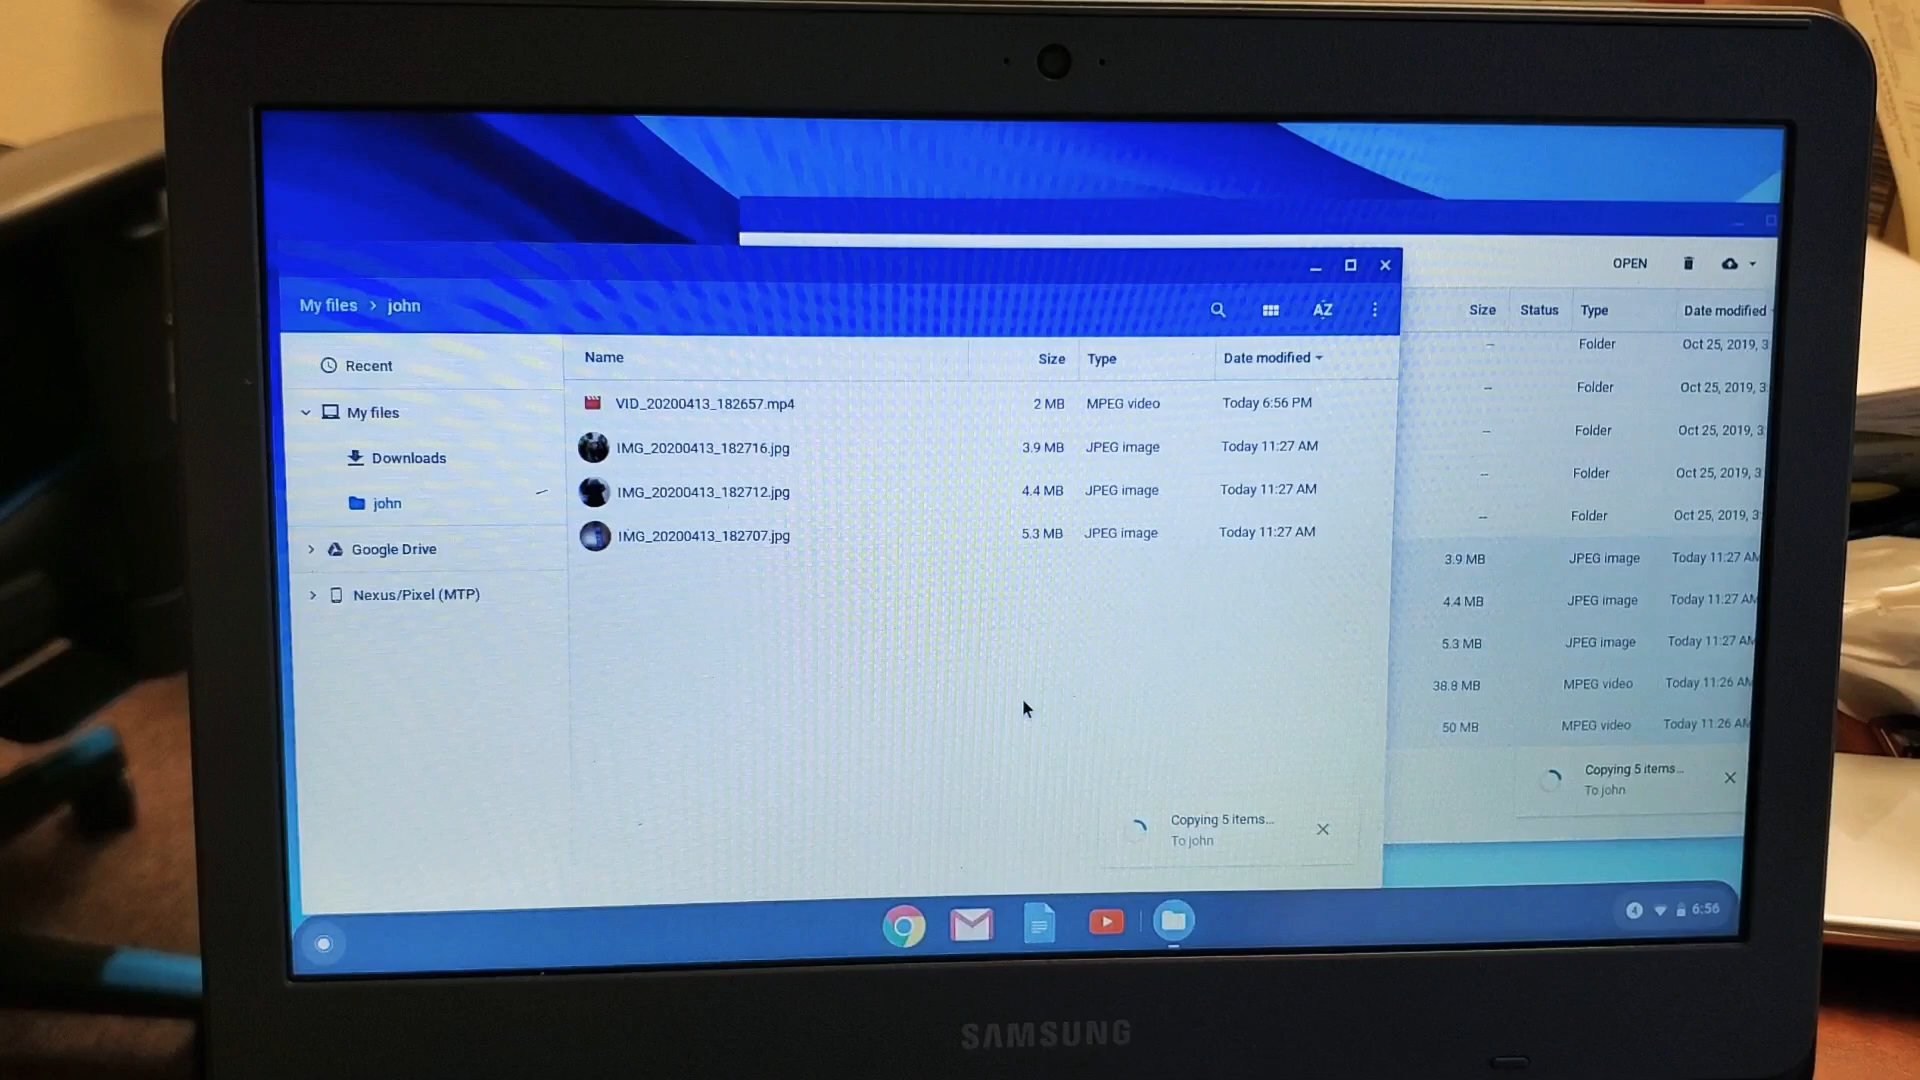 OPEN
My files > john
AZ
Size Status Type Date modified
Recent
My files
Downloads
john
Google Drive
Nexus/Pixel (MTP)
Name Size Type Date modified
VID_20200413_182657.mp4 2 MB MPEG video Today 6:56 PM
IMG_20200413_182716.jpg 3.9 MB JPEG image Today 11:27 AM
IMG_20200413_182712.jpg 4.4 MB JPEG image Today 11:27 AM
IMG_20200413_182707.jpg 5.3 MB JPEG image Today 11:27 AM
-- Folder Oct 25, 2019, 3
-- Folder Oct 25, 2019, 3
-- Folder Oct 25, 2019, 3
-- Folder Oct 25, 2019, 3
-- Folder Oct 25, 2019, 3
3.9 MB JPEG image Today 11:27 AM
4.4 MB JPEG image Today 11:27 AM
5.3 MB JPEG image Today 11:27 AM
38.8 MB MPEG video Today 11:26 AM
50 MB MPEG video Today 11:26 AM
Copying 5 items...
To john
Copying 5 items...
To john
4 6:56
SAMSUNG